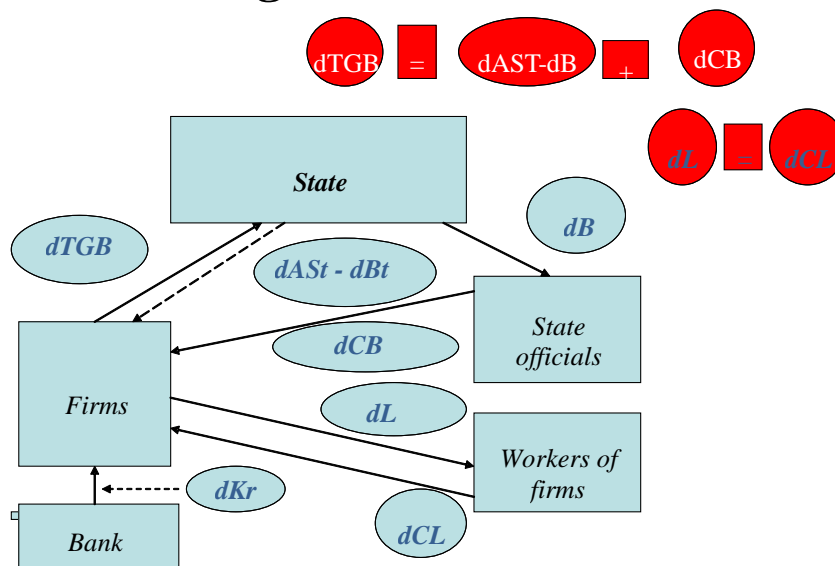 dTGB = dAST-dB + dCB
dL = dCL
State
dTGB
dB
dASt - dBt
State
officials
dCB
Firms
dL
Workers of
firms
dKr
dCL
Bank